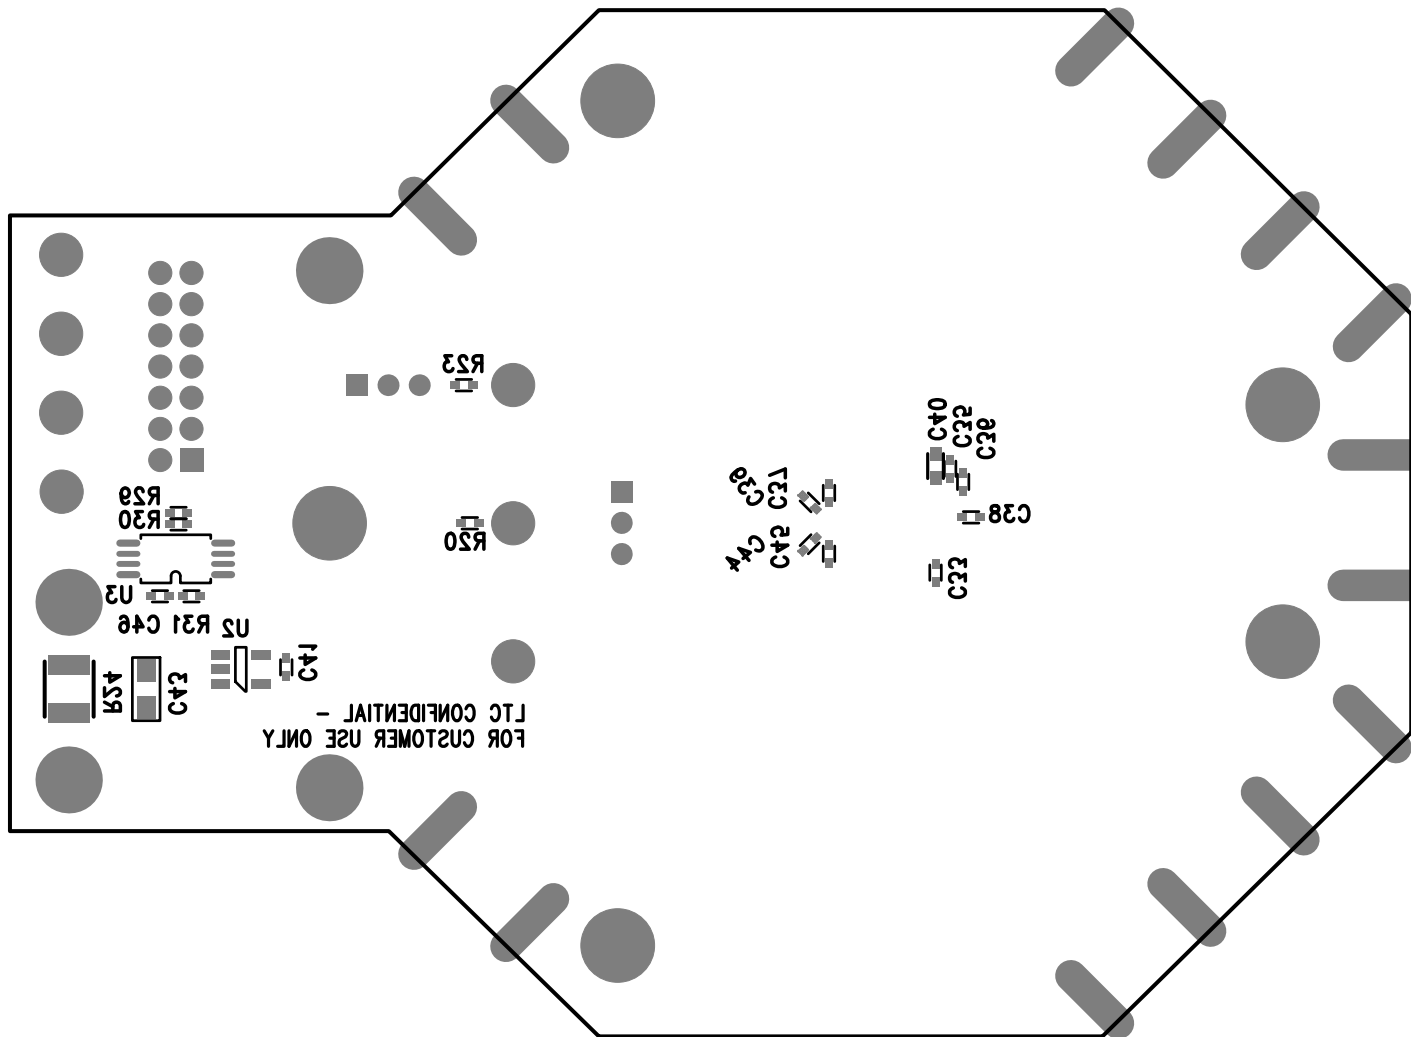 R23
C40
C35
C36
C39
C37
R29
R30
C38
R20
C44
C45
C33
U3
C46
R31
U2
C41
R24
C43
LTC CONFIDENTIAL -
FOR CUSTOMER USE ONLY